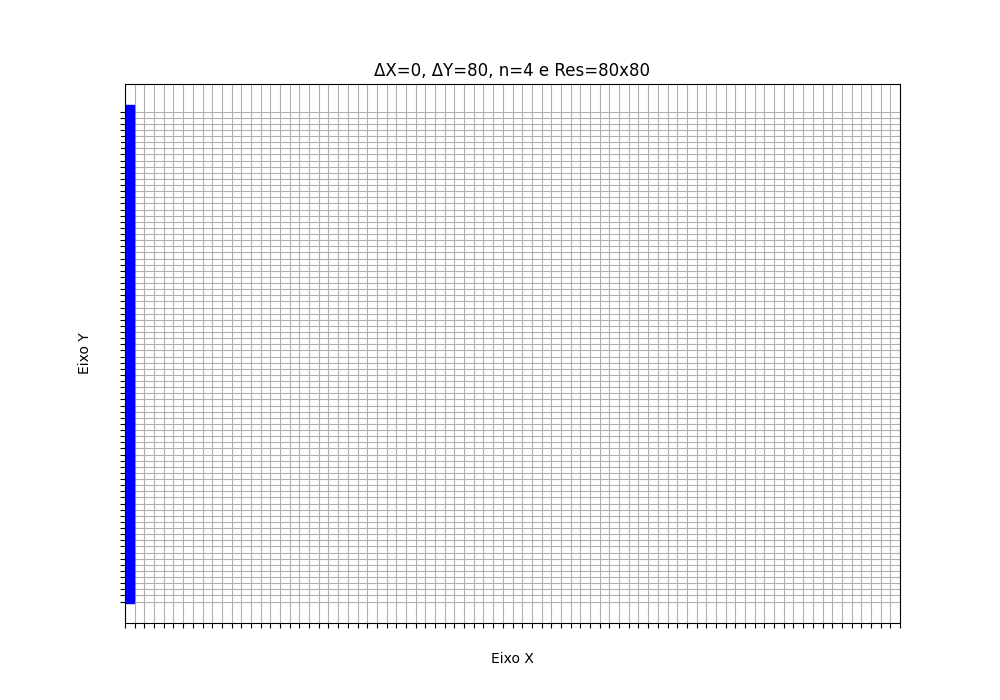 ΔX=0, ΔY=80, n=4 e Res=80x80
Eixo Y
Eixo X